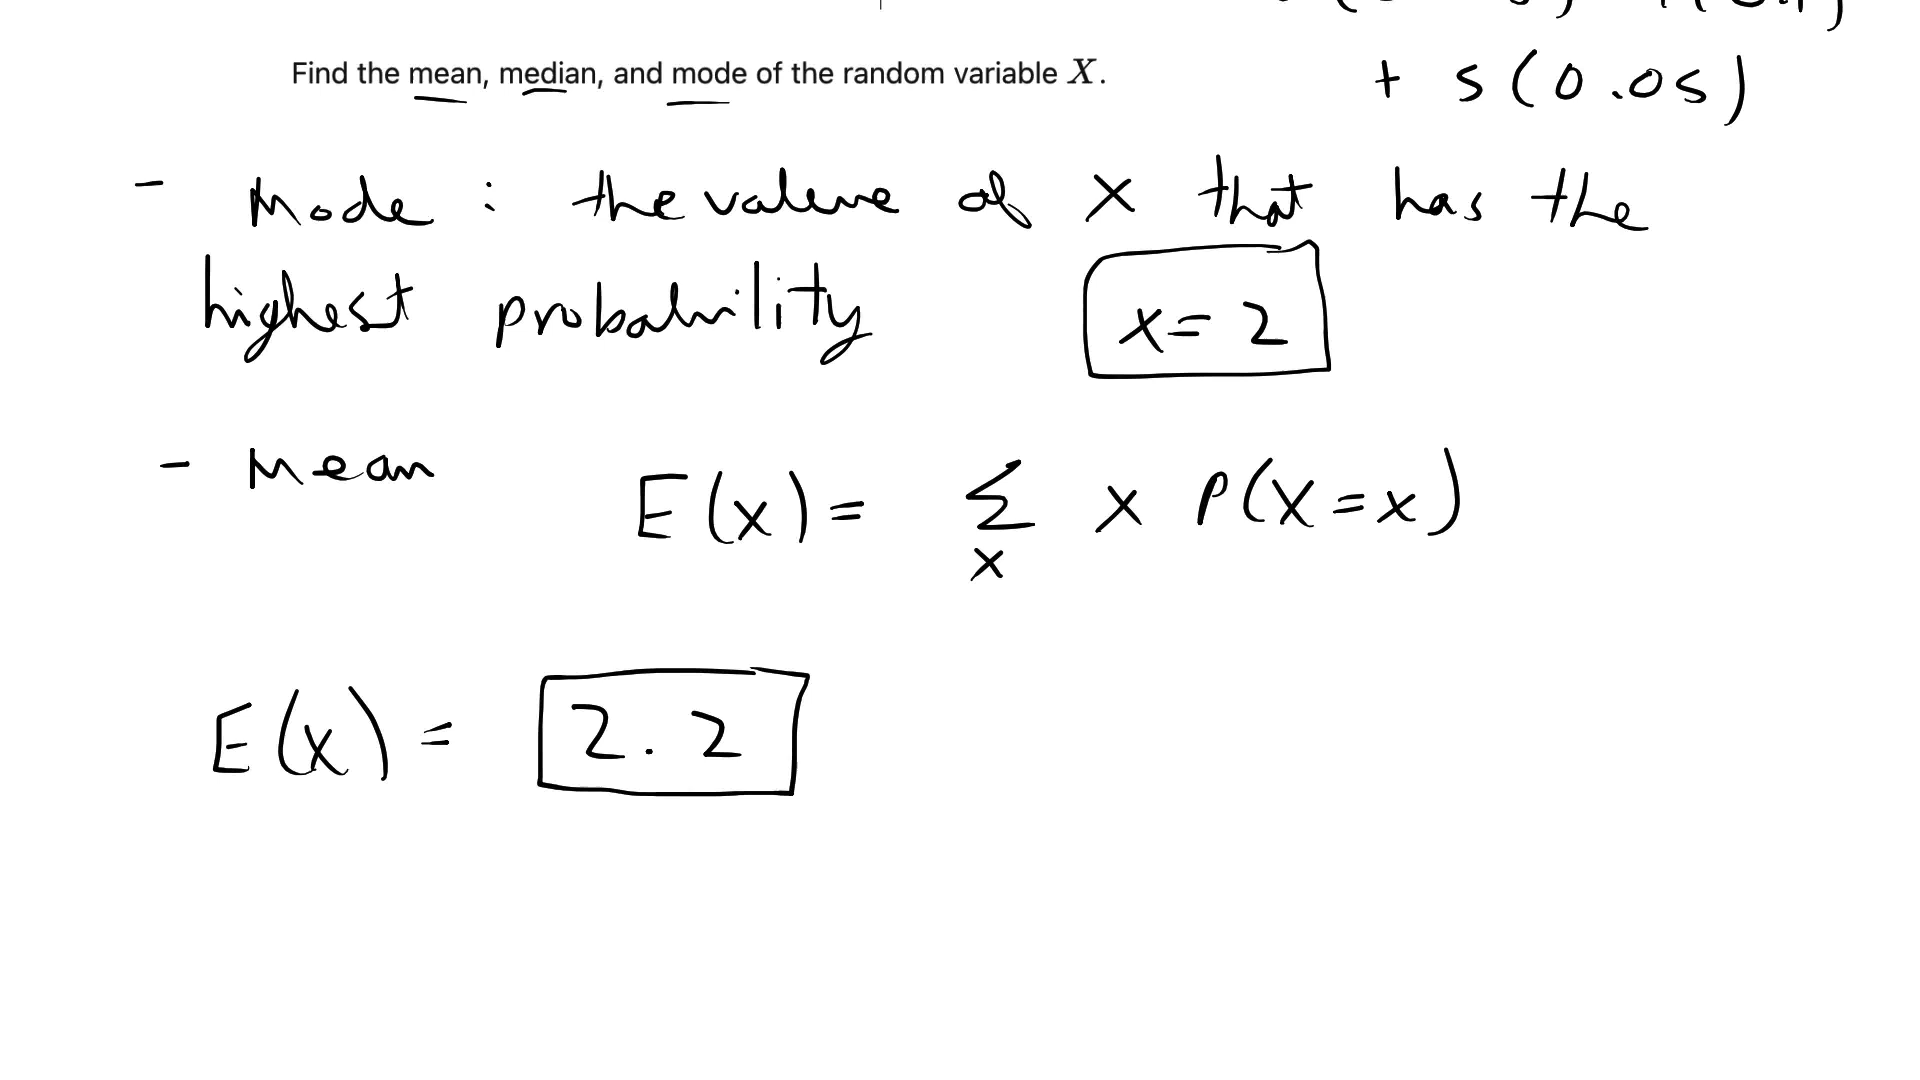 Find the mean, median, and mode of the random variable X.
+ 5(0.05)
- Mode : the value of X that has the
highest probability
x = 2
- Mean E(x) = Σ x P(X=x)
x
E(x) = 2.2